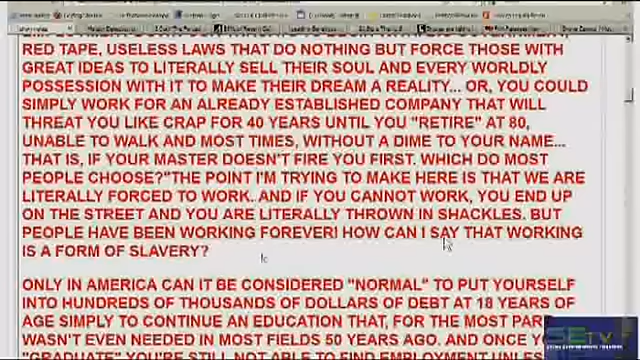 RED TAPE, USELESS LAWS THAT DO NOTHING BUT FORCE THOSE WITH
GREAT IDEAS TO LITERALLY SELL THEIR SOUL AND EVERY WORLDLY
POSSESSION WITH IT TO MAKE THEIR DREAM A REALITY... OR, YOU COULD
SIMPLY WORK FOR AN ALREADY ESTABLISHED COMPANY THAT WILL
THREAT YOU LIKE CRAP FOR 40 YEARS UNTIL YOU "RETIRE" AT 80,
UNABLE TO WALK AND MOST TIMES, WITHOUT A DIME TO YOUR NAME...
THAT IS, IF YOUR MASTER DOESN'T FIRE YOU FIRST. WHICH DO MOST
PEOPLE CHOOSE?"THE POINT I'M TRYING TO MAKE HERE IS THAT WE ARE
LITERALLY FORCED TO WORK. AND IF YOU CANNOT WORK, YOU END UP
ON THE STREET AND YOU ARE LITERALLY THROWN IN SHACKLES. BUT
PEOPLE HAVE BEEN WORKING FOREVER! HOW CAN I SAY THAT WORKING
IS A FORM OF SLAVERY?
ONLY IN AMERICA CAN IT BE CONSIDERED "NORMAL" TO PUT YOURSELF
INTO HUNDREDS OF THOUSANDS OF DOLLARS OF DEBT AT 18 YEARS OF
AGE SIMPLY TO CONTINUE AN EDUCATION THAT, FOR THE MOST PAR
WASN'T EVEN NEEDED IN MOST FIELDS 50 YEARS AGO. AND ONCE YO
"GRADUATE" YOU'RE STILL NOT ABLE TO FIND EMPLOYMENT UNLES